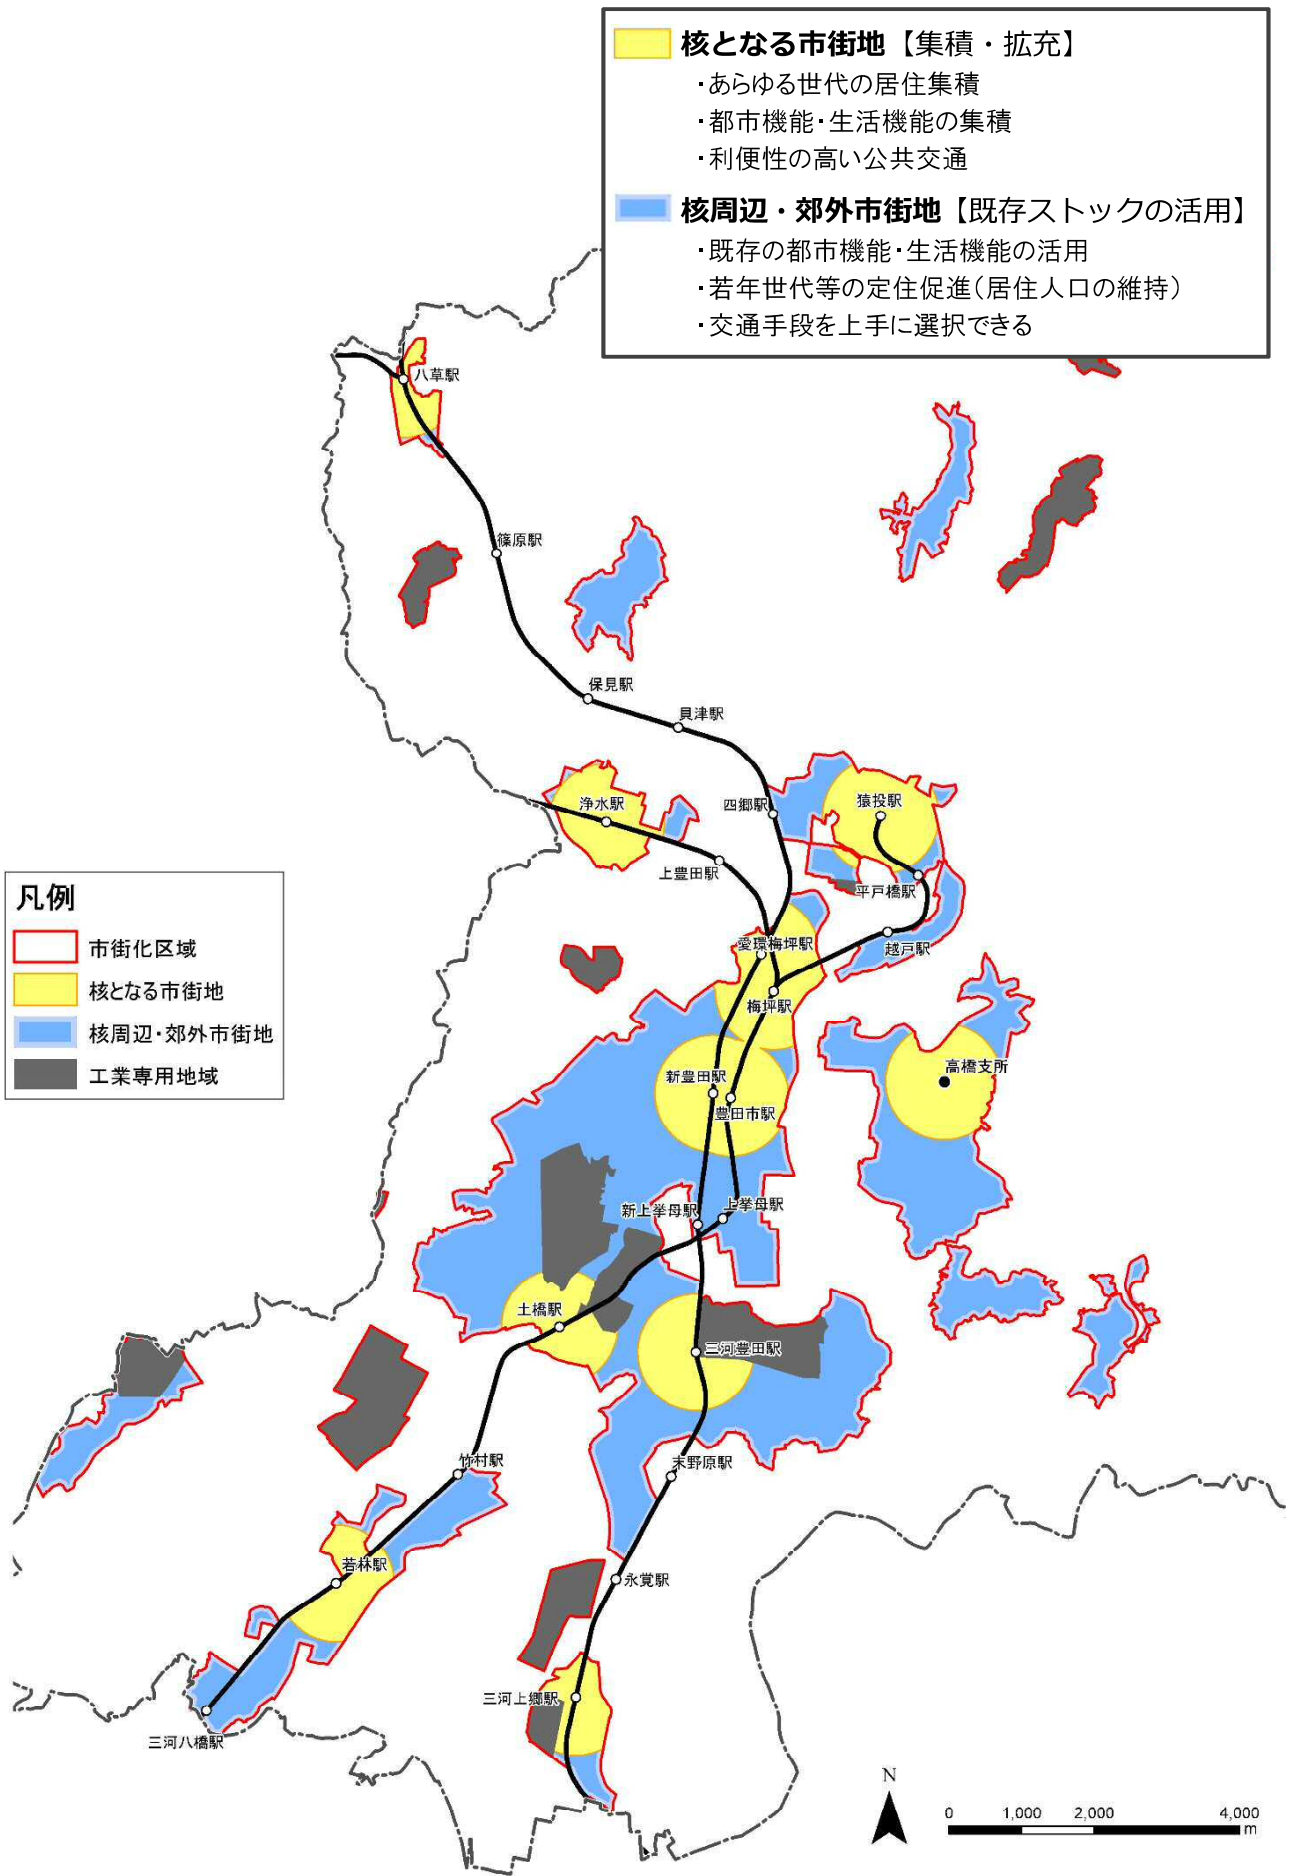 核となる市街地【集積・拡充】
・あらゆる世代の居住集積
・都市機能・生活機能の集積
・利便性の高い公共交通
核周辺・郊外市街地【既存ストックの活用】
・既存の都市機能・生活機能の活用
・若年世代等の定住促進(居住人口の維持)
・交通手段を上手に選択できる
八草駅
篠原駅
保見駅
貝津駅
浄水駅
四郷駅
猿投駅
上豊田駅
平戸橋駅
愛環梅坪駅
越戸駅
梅坪駅
凡例
市街化区域
核となる市街地
核周辺・郊外市街地
工業専用地域
新豊田駅
高橋支所
豊田市駅
新上挙母駅
上挙母駅
土橋駅
三河豊田駅
竹村駅
末野原駅
若林駅
永覚駅
三河上郷駅
三河八橋駅
N
0 1,000 2,000 4,000
m